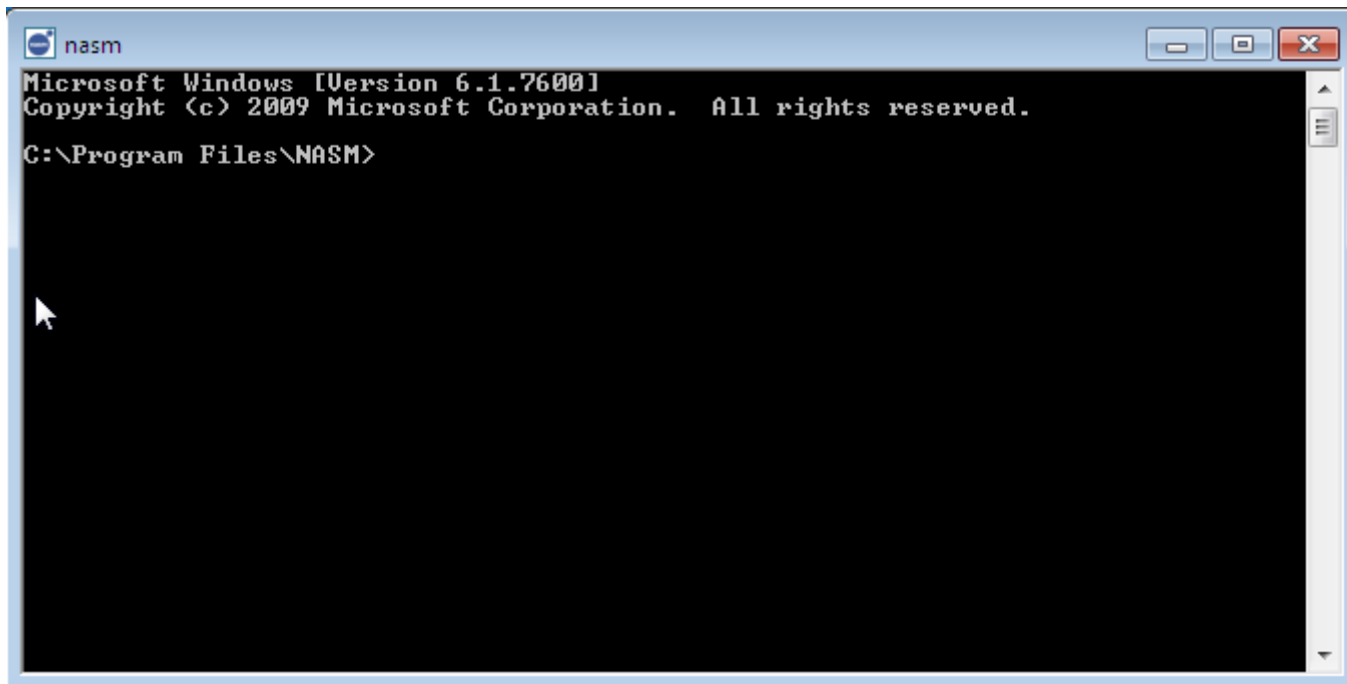 nasm
Microsoft Windows [Version 6.1.7600]
Copyright (c) 2009 Microsoft Corporation.  All rights reserved.
C:\Program Files\NASM>